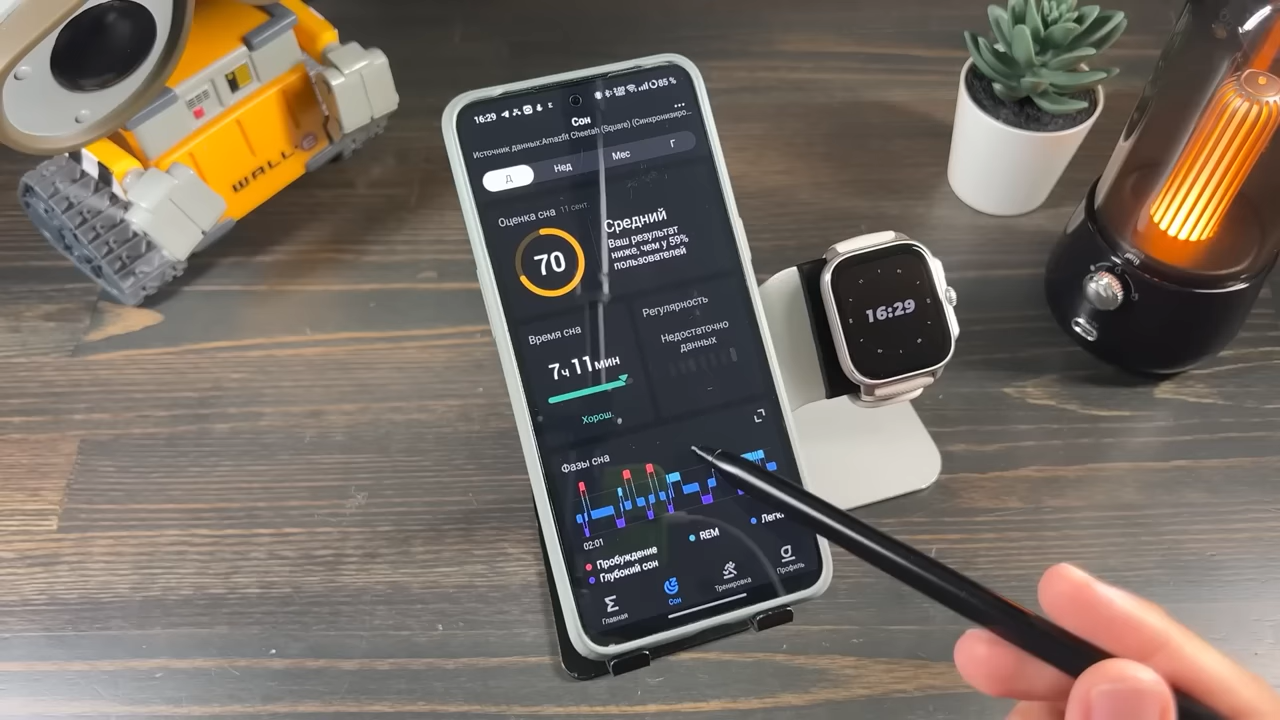 WALL·E
16:29
85 %
Сон
Источник данных:Amazfit Cheetah (Square) (Синхронизиро...
Д Нед Мес Г
Оценка сна 11 сент.
70
Средний
Ваш результат
ниже, чем у 59%
пользователей
Время сна
7ч 11мин
Хорош.
Регулярность
Недостаточно
данных
Фазы сна
02:01
Пробуждение
REM
Легк
Глубокий сон
Главная
Сон
Тренировка
Профиль
16:29